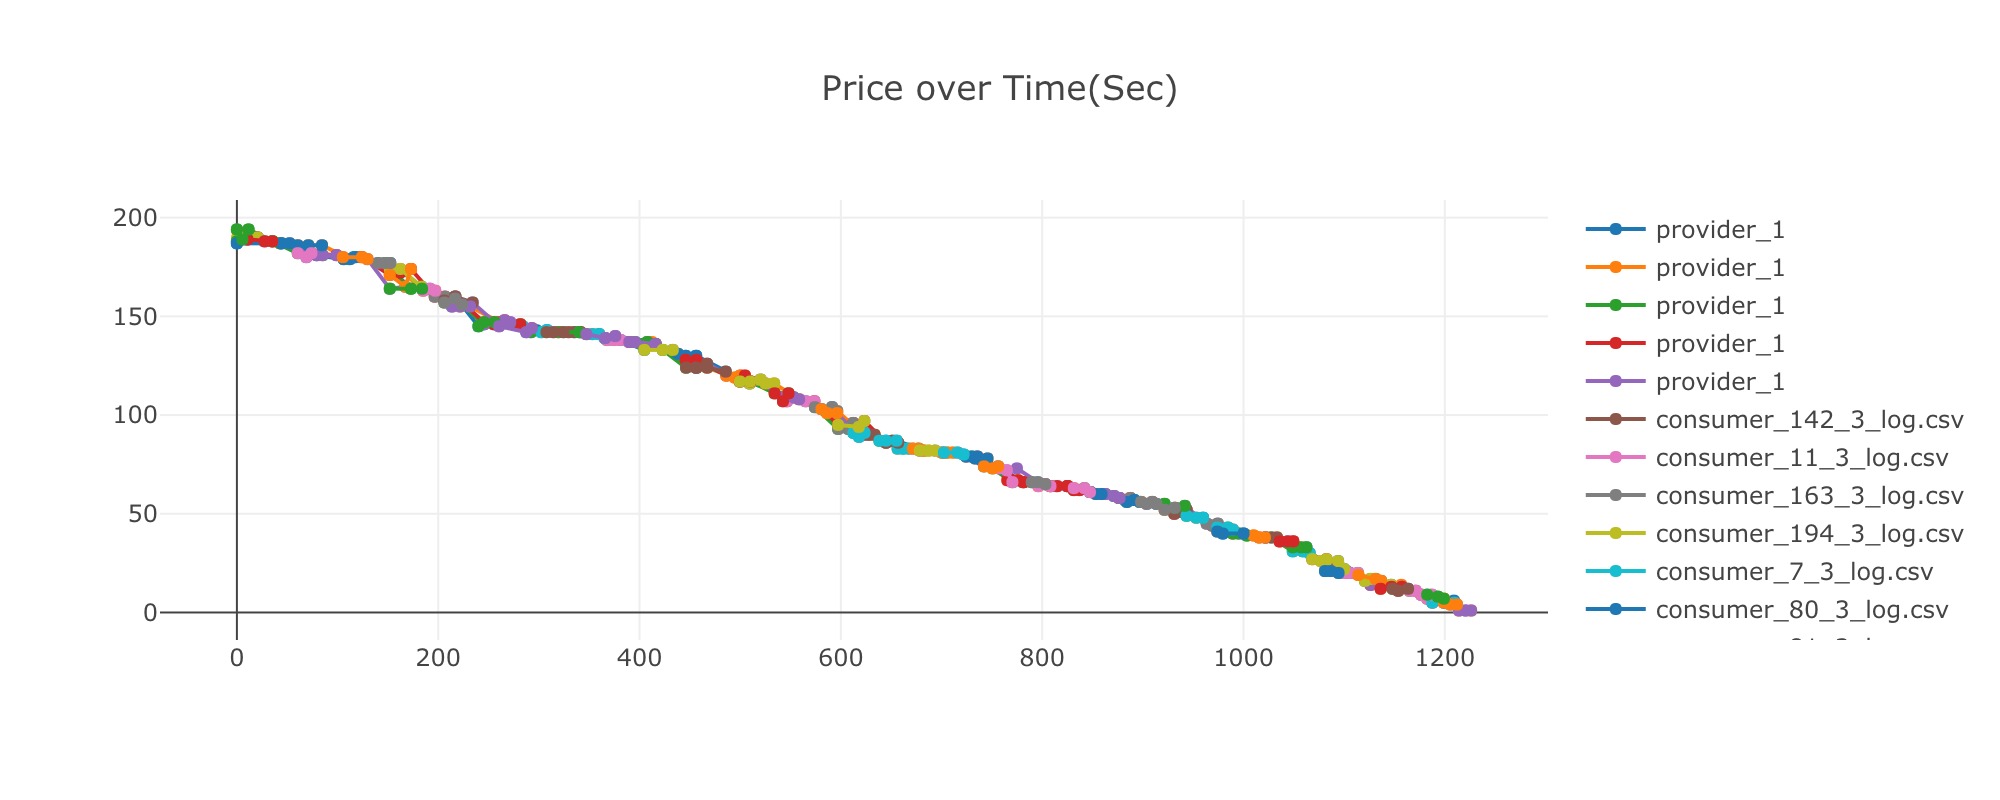 Price over Time(Sec)
200
150
100
50
0
0 200 400 600 800 1000 1200
provider_1
provider_1
provider_1
provider_1
provider_1
consumer_142_3_log.csv
consumer_11_3_log.csv
consumer_163_3_log.csv
consumer_194_3_log.csv
consumer_7_3_log.csv
consumer_80_3_log.csv